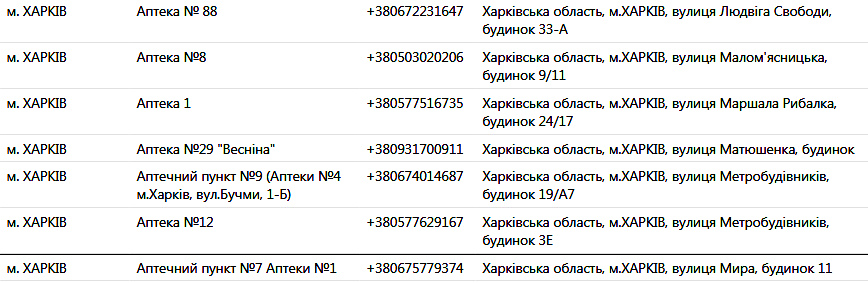 м. ХАРКІВ Аптека № 88 +380672231647 Харківська область, м.ХАРКІВ, вулиця Людвіга Свободи,
будинок 33-А
м. ХАРКІВ Аптека №8 +380503020206 Харківська область, м.ХАРКІВ, вулиця Малом'ясницька,
будинок 9/11
м. ХАРКІВ Аптека 1 +380577516735 Харківська область, м.ХАРКІВ, вулиця Маршала Рибалка,
будинок 24/17
м. ХАРКІВ Аптека №29 "Весніна" +380931700911 Харківська область, м.ХАРКІВ, вулиця Матюшенка, будинок
м. ХАРКІВ Аптечний пункт №9 (Аптеки №4 +380674014687 Харківська область, м.ХАРКІВ, вулиця Метробудівників,
м.Харків, вул.Бучми, 1-Б) будинок 19/А7
м. ХАРКІВ Аптека №12 +380577629167 Харківська область, м.ХАРКІВ, вулиця Метробудівників,
будинок 3Е
м. ХАРКІВ Аптечний пункт №7 Аптеки №1 +380675779374 Харківська область, м.ХАРКІВ, вулиця Мира, будинок 11